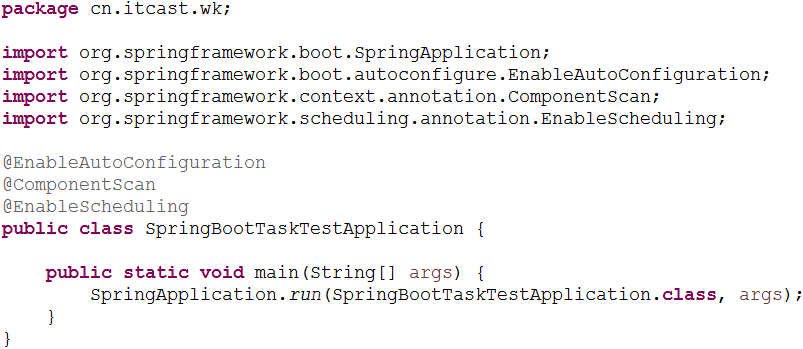 package cn.itcast.wk;
import org.springframework.boot.SpringApplication;
import org.springframework.boot.autoconfigure.EnableAutoConfiguration;
import org.springframework.context.annotation.ComponentScan;
import org.springframework.scheduling.annotation.EnableScheduling;
@EnableAutoConfiguration
@ComponentScan
@EnableScheduling
public class SpringBootTaskTestApplication {
    public static void main(String[] args) {
        SpringApplication.run(SpringBootTaskTestApplication.class, args);
    }
}